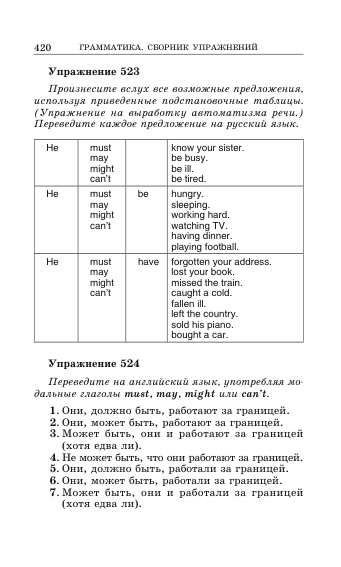 420 ГРАММАТИКА. СБОРНИК УПРАЖНЕНИЙ
Упражнение 523
Произнесите вслух все возможные предложения,
используя приведенные подстановочные таблицы.
(Упражнение на выработку автоматизма речи.)
Переведите каждое предложение на русский язык.
He must know your sister.
may be busy.
might be ill.
can't be tired.
He must be hungry.
may sleeping.
might working hard.
can't watching TV.
having dinner.
playing football.
He must have forgotten your address.
may lost your book.
might missed the train.
can't caught a cold.
fallen ill.
left the country.
sold his piano.
bought a car.
Упражнение 524
Переведите на английский язык, употребляя мо-
дальные глаголы must, may, might или can't.
1. Они, должно быть, работают за границей.
2. Они, может быть, работают за границей.
3. Может быть, они и работают за границей
(хотя едва ли).
4. Не может быть, что они работают за границей.
5. Они, должно быть, работали за границей.
6. Они, может быть, работали за границей.
7. Может быть, они и работали за границей
(хотя едва ли).